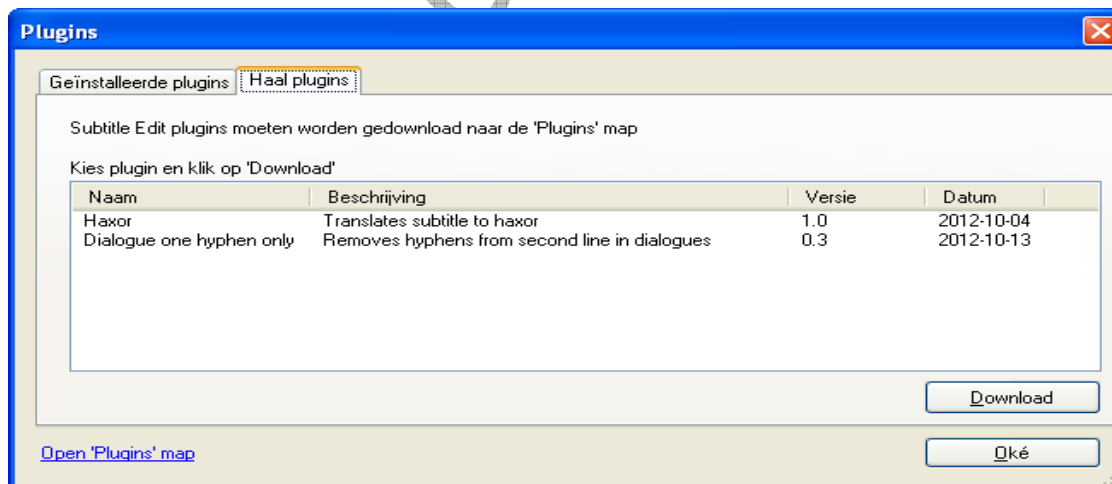 Plugins
Geïnstalleerde plugins Haal plugins
Subtitle Edit plugins moeten worden gedownload naar de 'Plugins' map
Kies plugin en klik op 'Download'
Naam Beschrijving Versie Datum
Haxor Translates subtitle to haxor 1.0 2012-10-04
Dialogue one hyphen only Removes hyphens from second line in dialogues 0.3 2012-10-13
Download
Open 'Plugins' map Oké